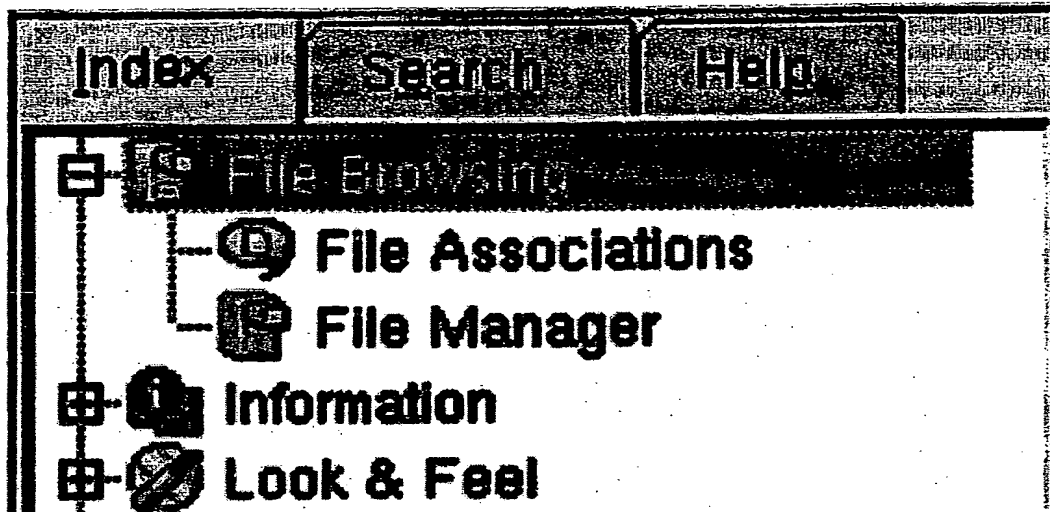 Index Search Help
File Browsing
File Associations
File Manager
Information
Look & Feel